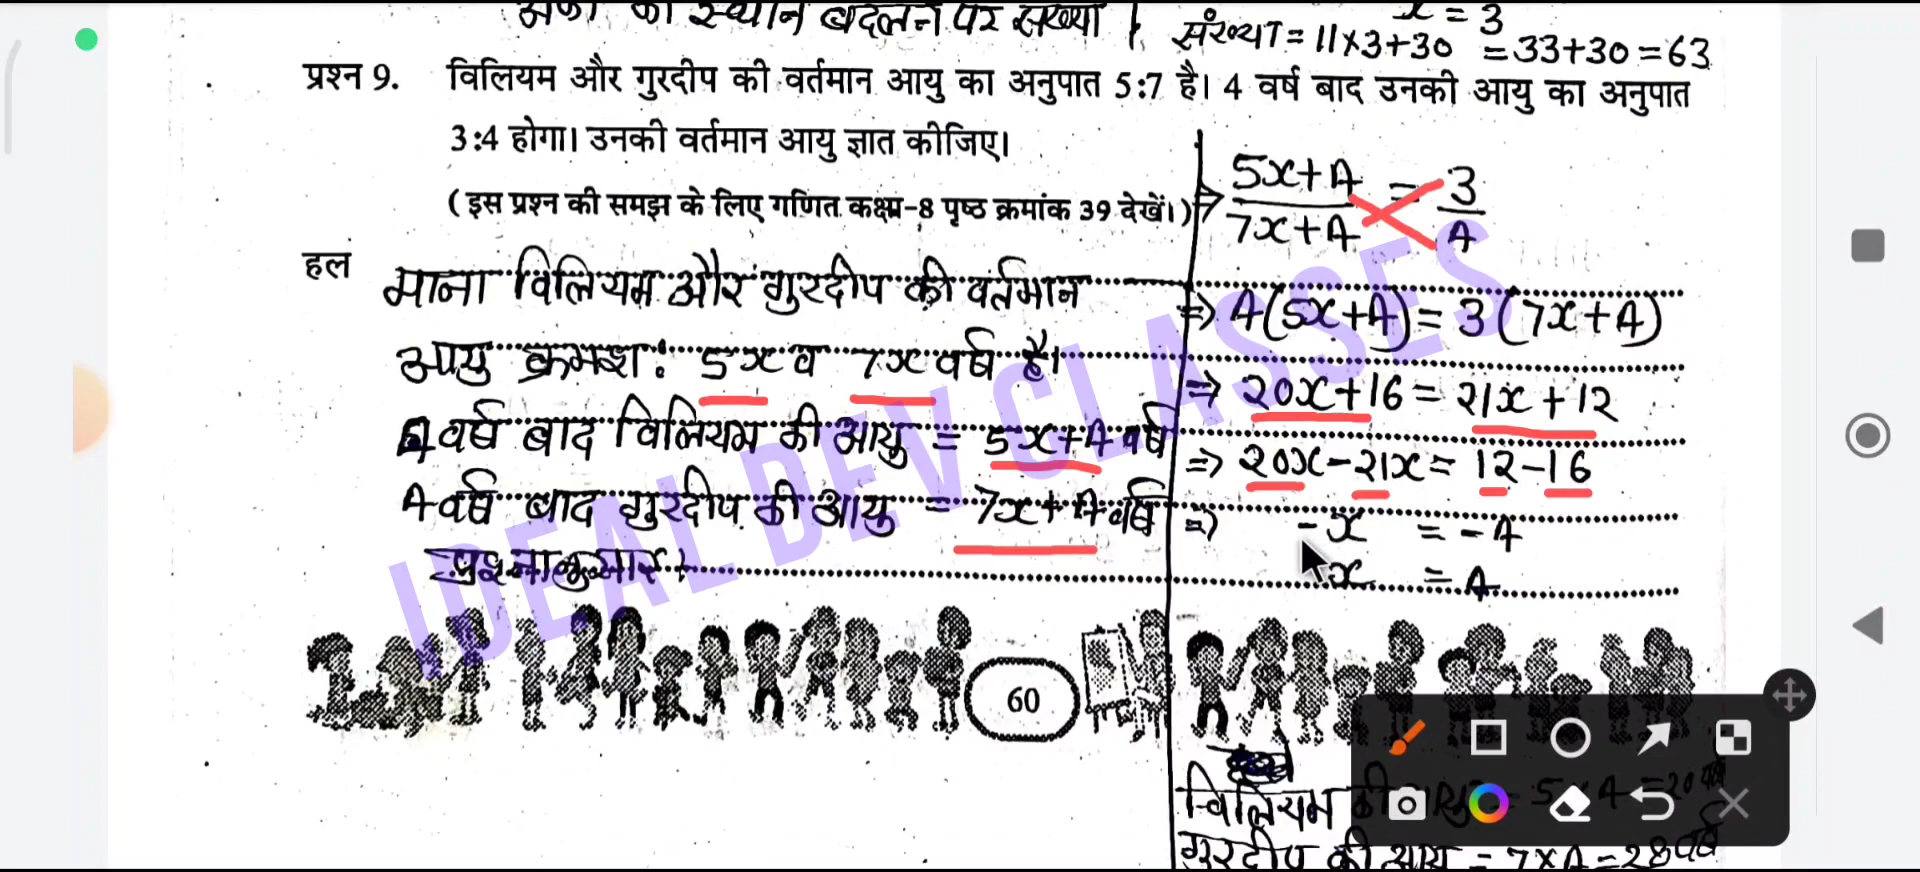 अंकों का स्थान बदलने पर संख्या
x = 3
संख्या = 11×3+30 = 33+30 = 63
प्रश्न 9. विलियम और गुरदीप की वर्तमान आयु का अनुपात 5:7 है। 4 वर्ष बाद उनकी आयु का अनुपात
3:4 होगा। उनकी वर्तमान आयु ज्ञात कीजिए।
(इस प्रश्न की समझ के लिए गणित कक्षा-8 पृष्ठ क्रमांक 39 देखें।)
हल
माना विलियम और गुरदीप की वर्तमान
आयु क्रमशः 5x व 7x वर्ष है।
4 वर्ष बाद विलियम की आयु = 5x+4 वर्ष
4 वर्ष बाद गुरदीप की आयु = 7x+4 वर्ष
प्रश्नानुसार
⇒ 5x+4 / 7x+4 = 3/4
⇒ 4(5x+4) = 3(7x+4)
⇒ 20x+16 = 21x+12
⇒ 20x-21x = 12-16
⇒ -x = -4
x = 4
60
विलियम की = 5×4=20 वर्ष
गुरदीप की आयु = 7×4=28 वर्ष
IDEAL DEV CLASSES